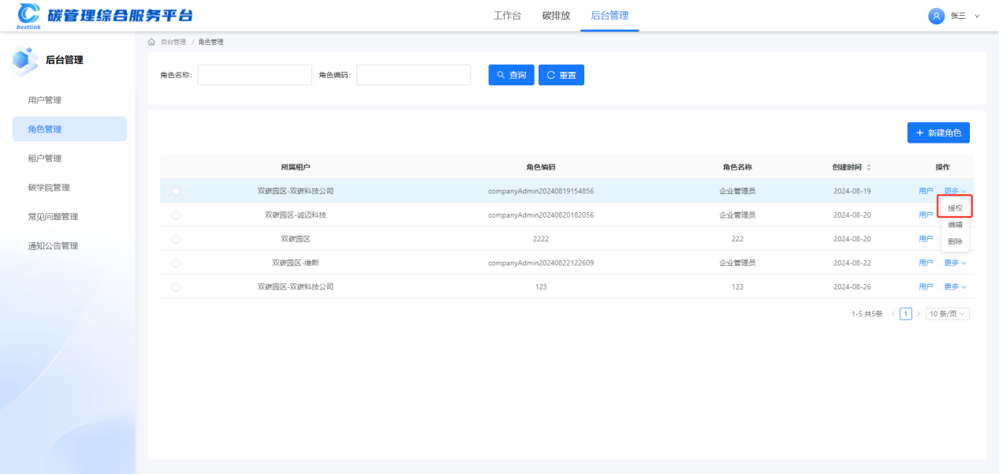 碳管理综合服务平台
bestlink
工作台 碳排放 后台管理 张三
后台管理
用户管理
角色管理
租户管理
碳学院管理
常见问题管理
通知公告管理
后台管理 / 角色管理
角色名称: 角色编码: 查询 重置
+ 新建角色
所属租户 角色编码 角色名称 创建时间 操作
双碳园区-双碳科技公司 companyAdmin20240819154856 企业管理员 2024-08-19 用户 更多
双碳园区-诚迈科技 companyAdmin20240820182056 企业管理员 2024-08-20 用户
双碳园区 2222 222 2024-08-20 用户
双碳园区-维斯 companyAdmin20240822122609 企业管理员 2024-08-22 用户 更多
双碳园区-双碳科技公司 123 123 2024-08-26 用户 更多
授权
编辑
删除
1-5 共5条 < 1 > 10 条/页